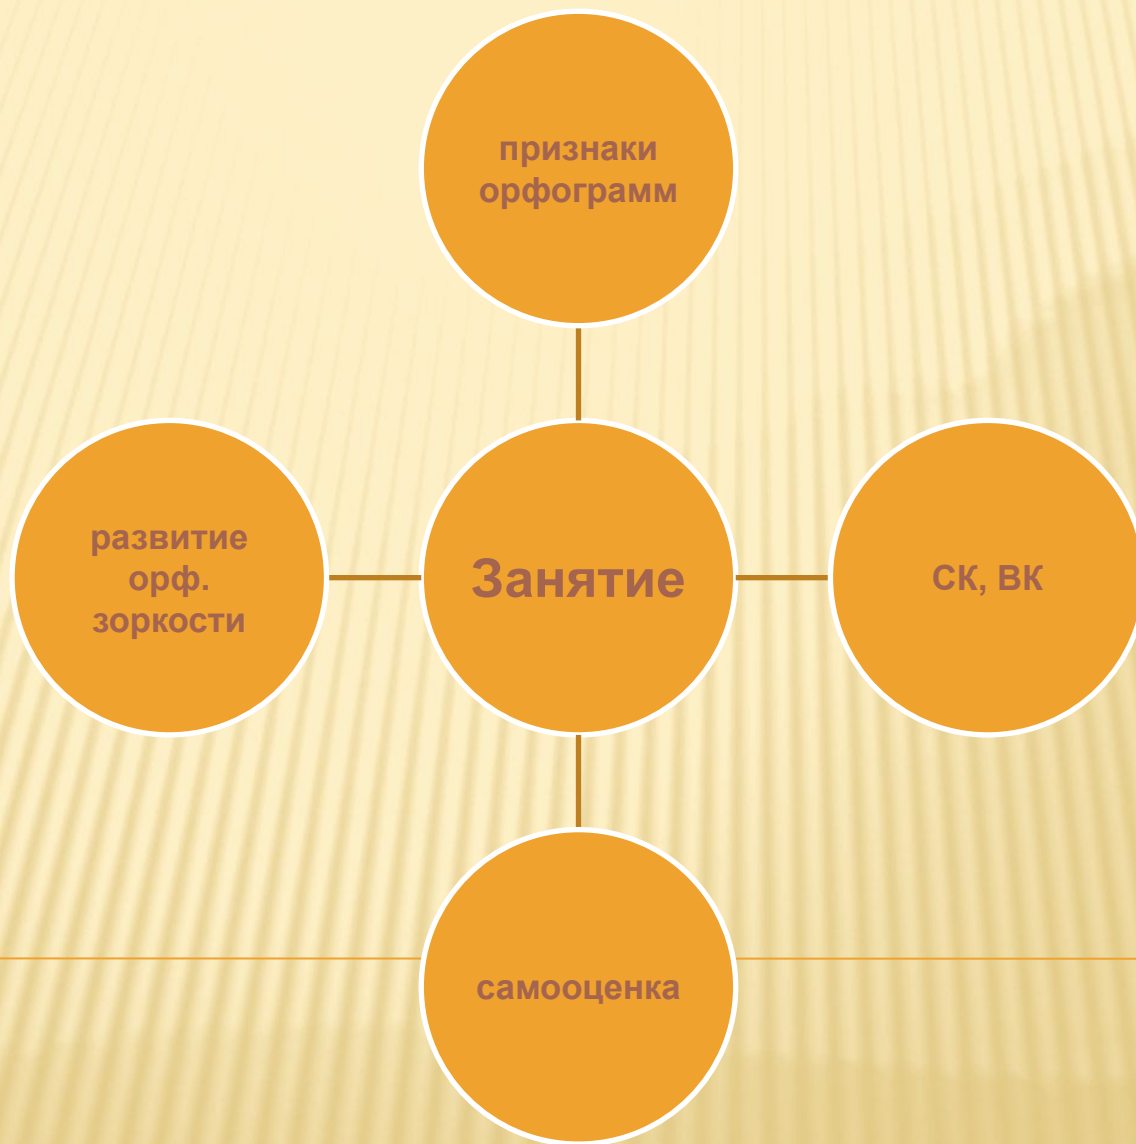 признаки
орфограмм
развитие
орф.
зоркости
Занятие
СК, ВК
самооценка